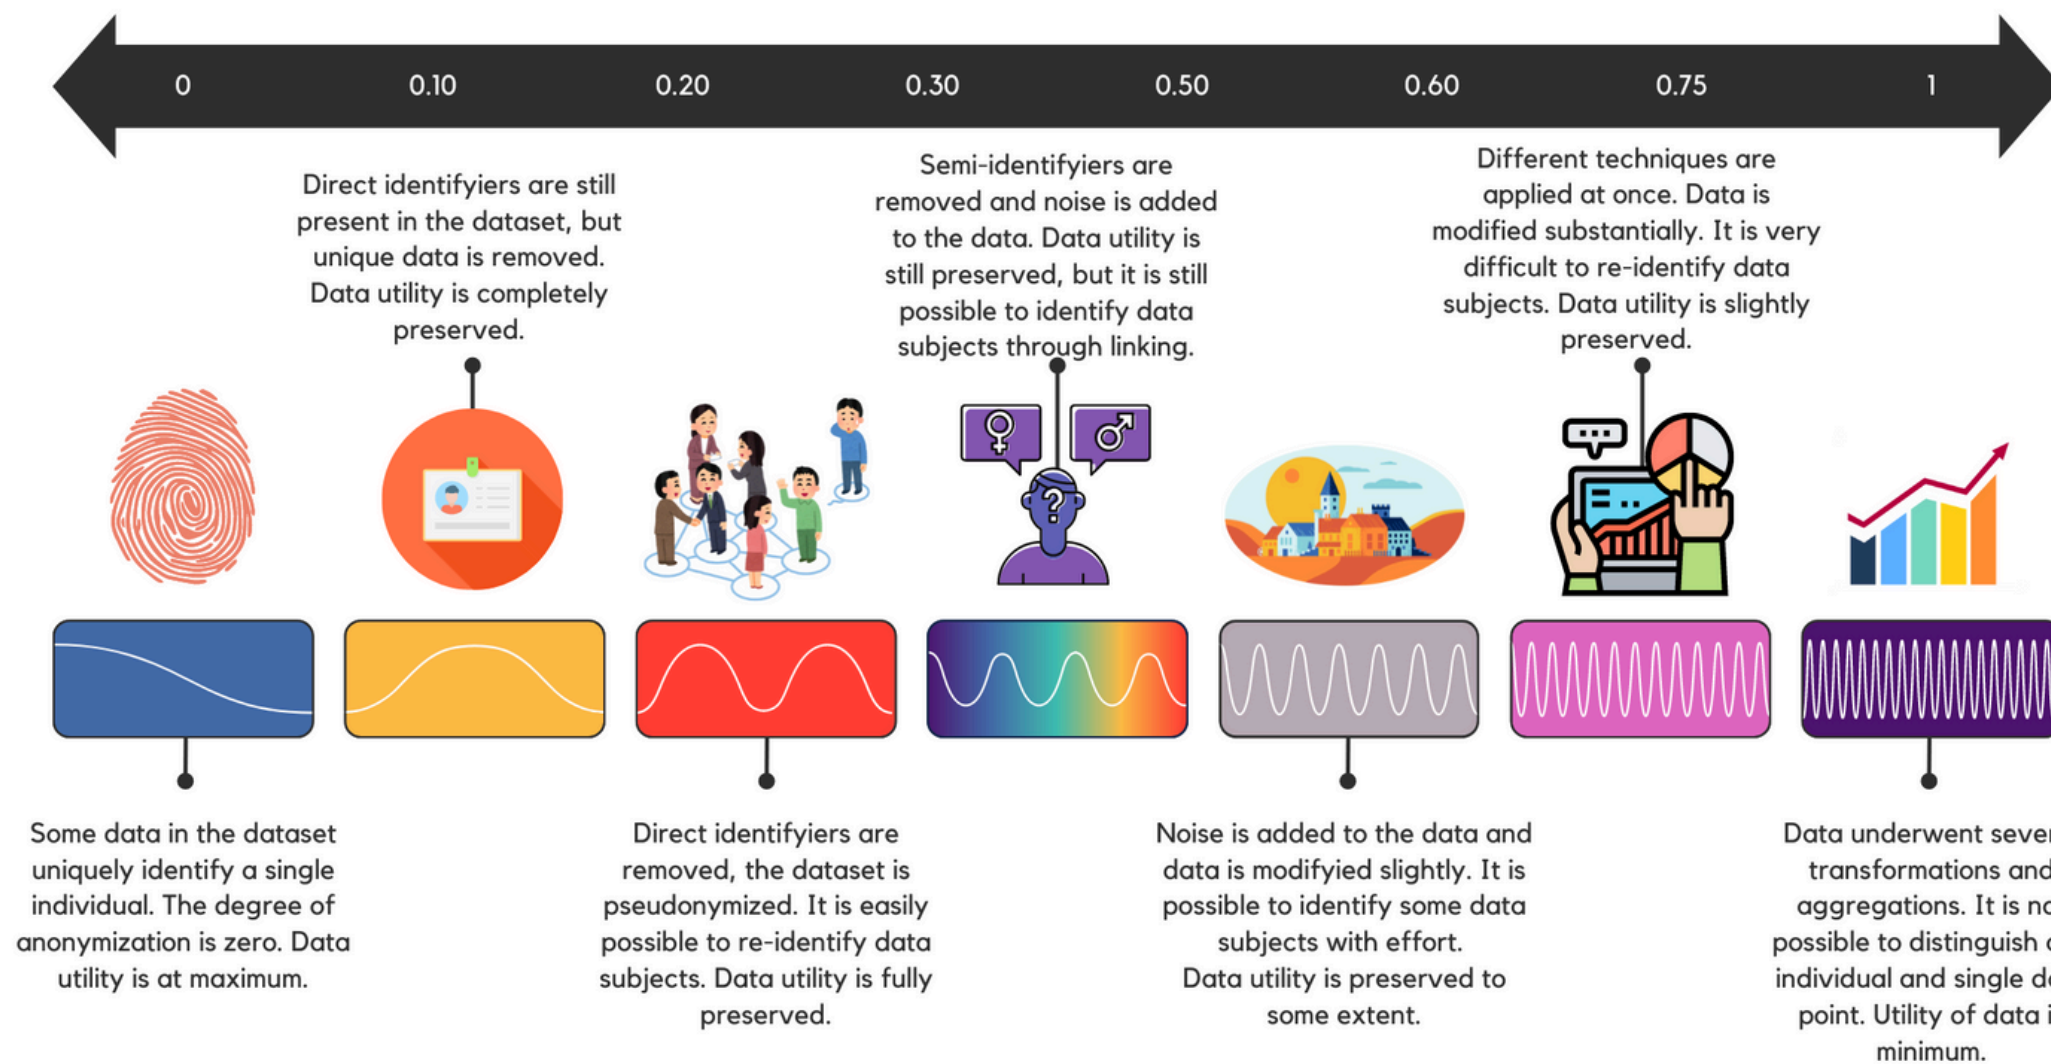 0 0.10 0.20 0.30 0.50 0.60 0.75 1
Direct identifyiers are still
present in the dataset, but
unique data is removed.
Data utility is completely
preserved.
Semi-identifyiers are
removed and noise is added
to the data. Data utility is
still preserved, but it is still
possible to identify data
subjects through linking.
Different techniques are
applied at once. Data is
modified substantially. It is very
difficult to re-identify data
subjects. Data utility is slightly
preserved.
?
Some data in the dataset
uniquely identify a single
individual. The degree of
anonymization is zero. Data
utility is at maximum.
Direct identifyiers are
removed, the dataset is
pseudonymized. It is easily
possible to re-identify data
subjects. Data utility is fully
preserved.
Noise is added to the data and
data is modifyied slightly. It is
possible to identify some data
subjects with effort.
Data utility is preserved to
some extent.
Data underwent
transformations and
aggregations. It is
possible to distinguish
individual and single
point. Utility of data
minimum.